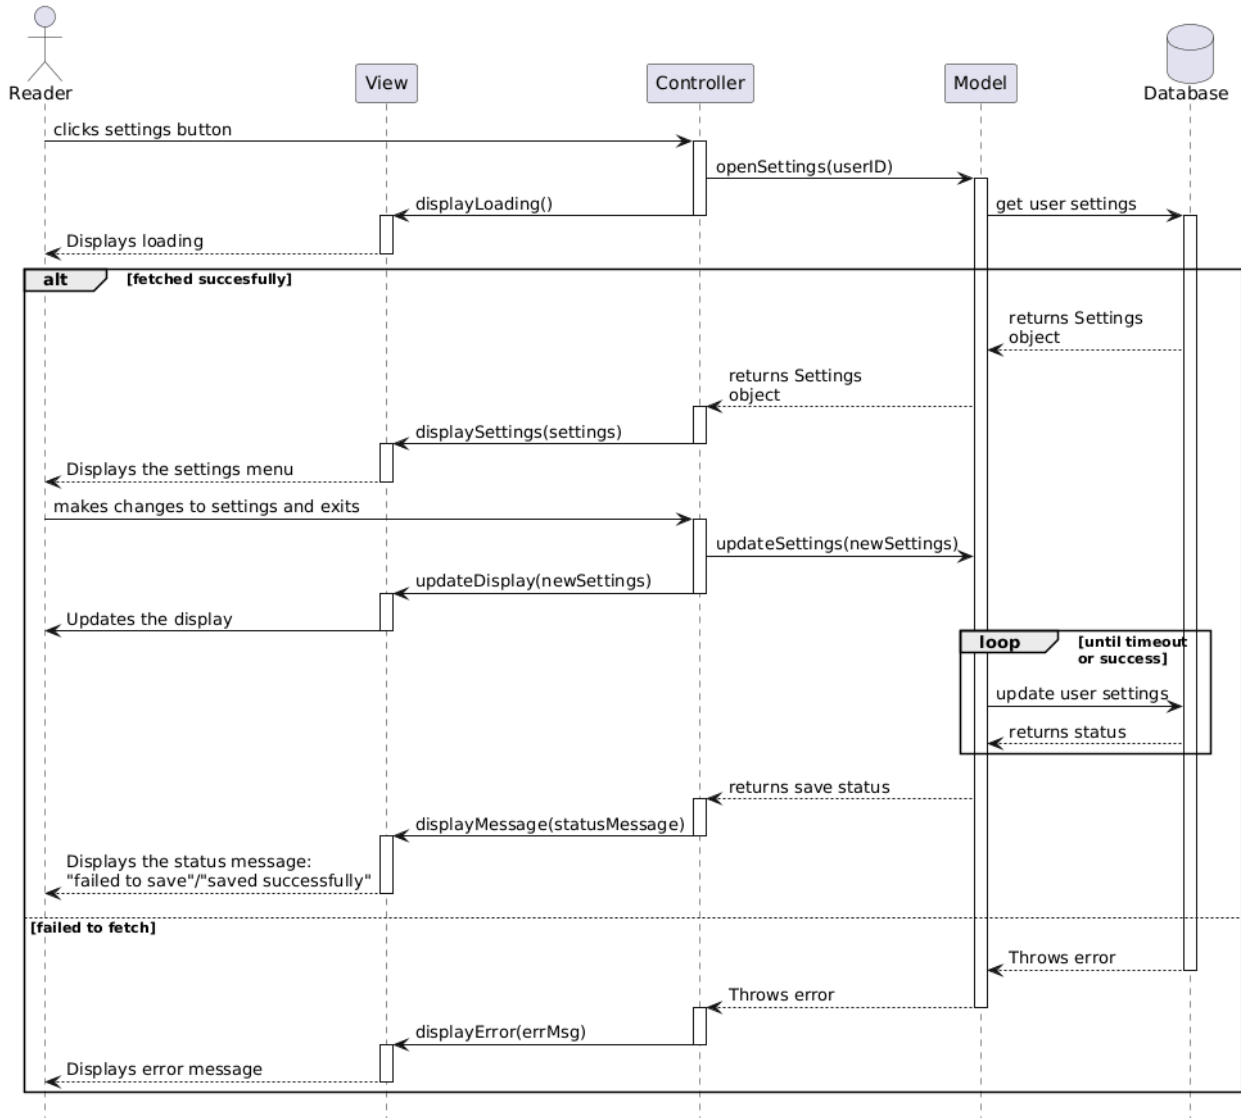 Reader
View
Controller
Model
Database
clicks settings button
openSettings(userID)
displayLoading()
get user settings
Displays loading
alt
[fetched succesfully]
returns Settings
object
returns Settings
object
displaySettings(settings)
Displays the settings menu
makes changes to settings and exits
updateSettings(newSettings)
updateDisplay(newSettings)
Updates the display
loop
[until timeout
or success]
update user settings
returns status
returns save status
displayMessage(statusMessage)
Displays the status message:
"failed to save"/"saved successfully"
[failed to fetch]
Throws error
Throws error
displayError(errMsg)
Displays error message